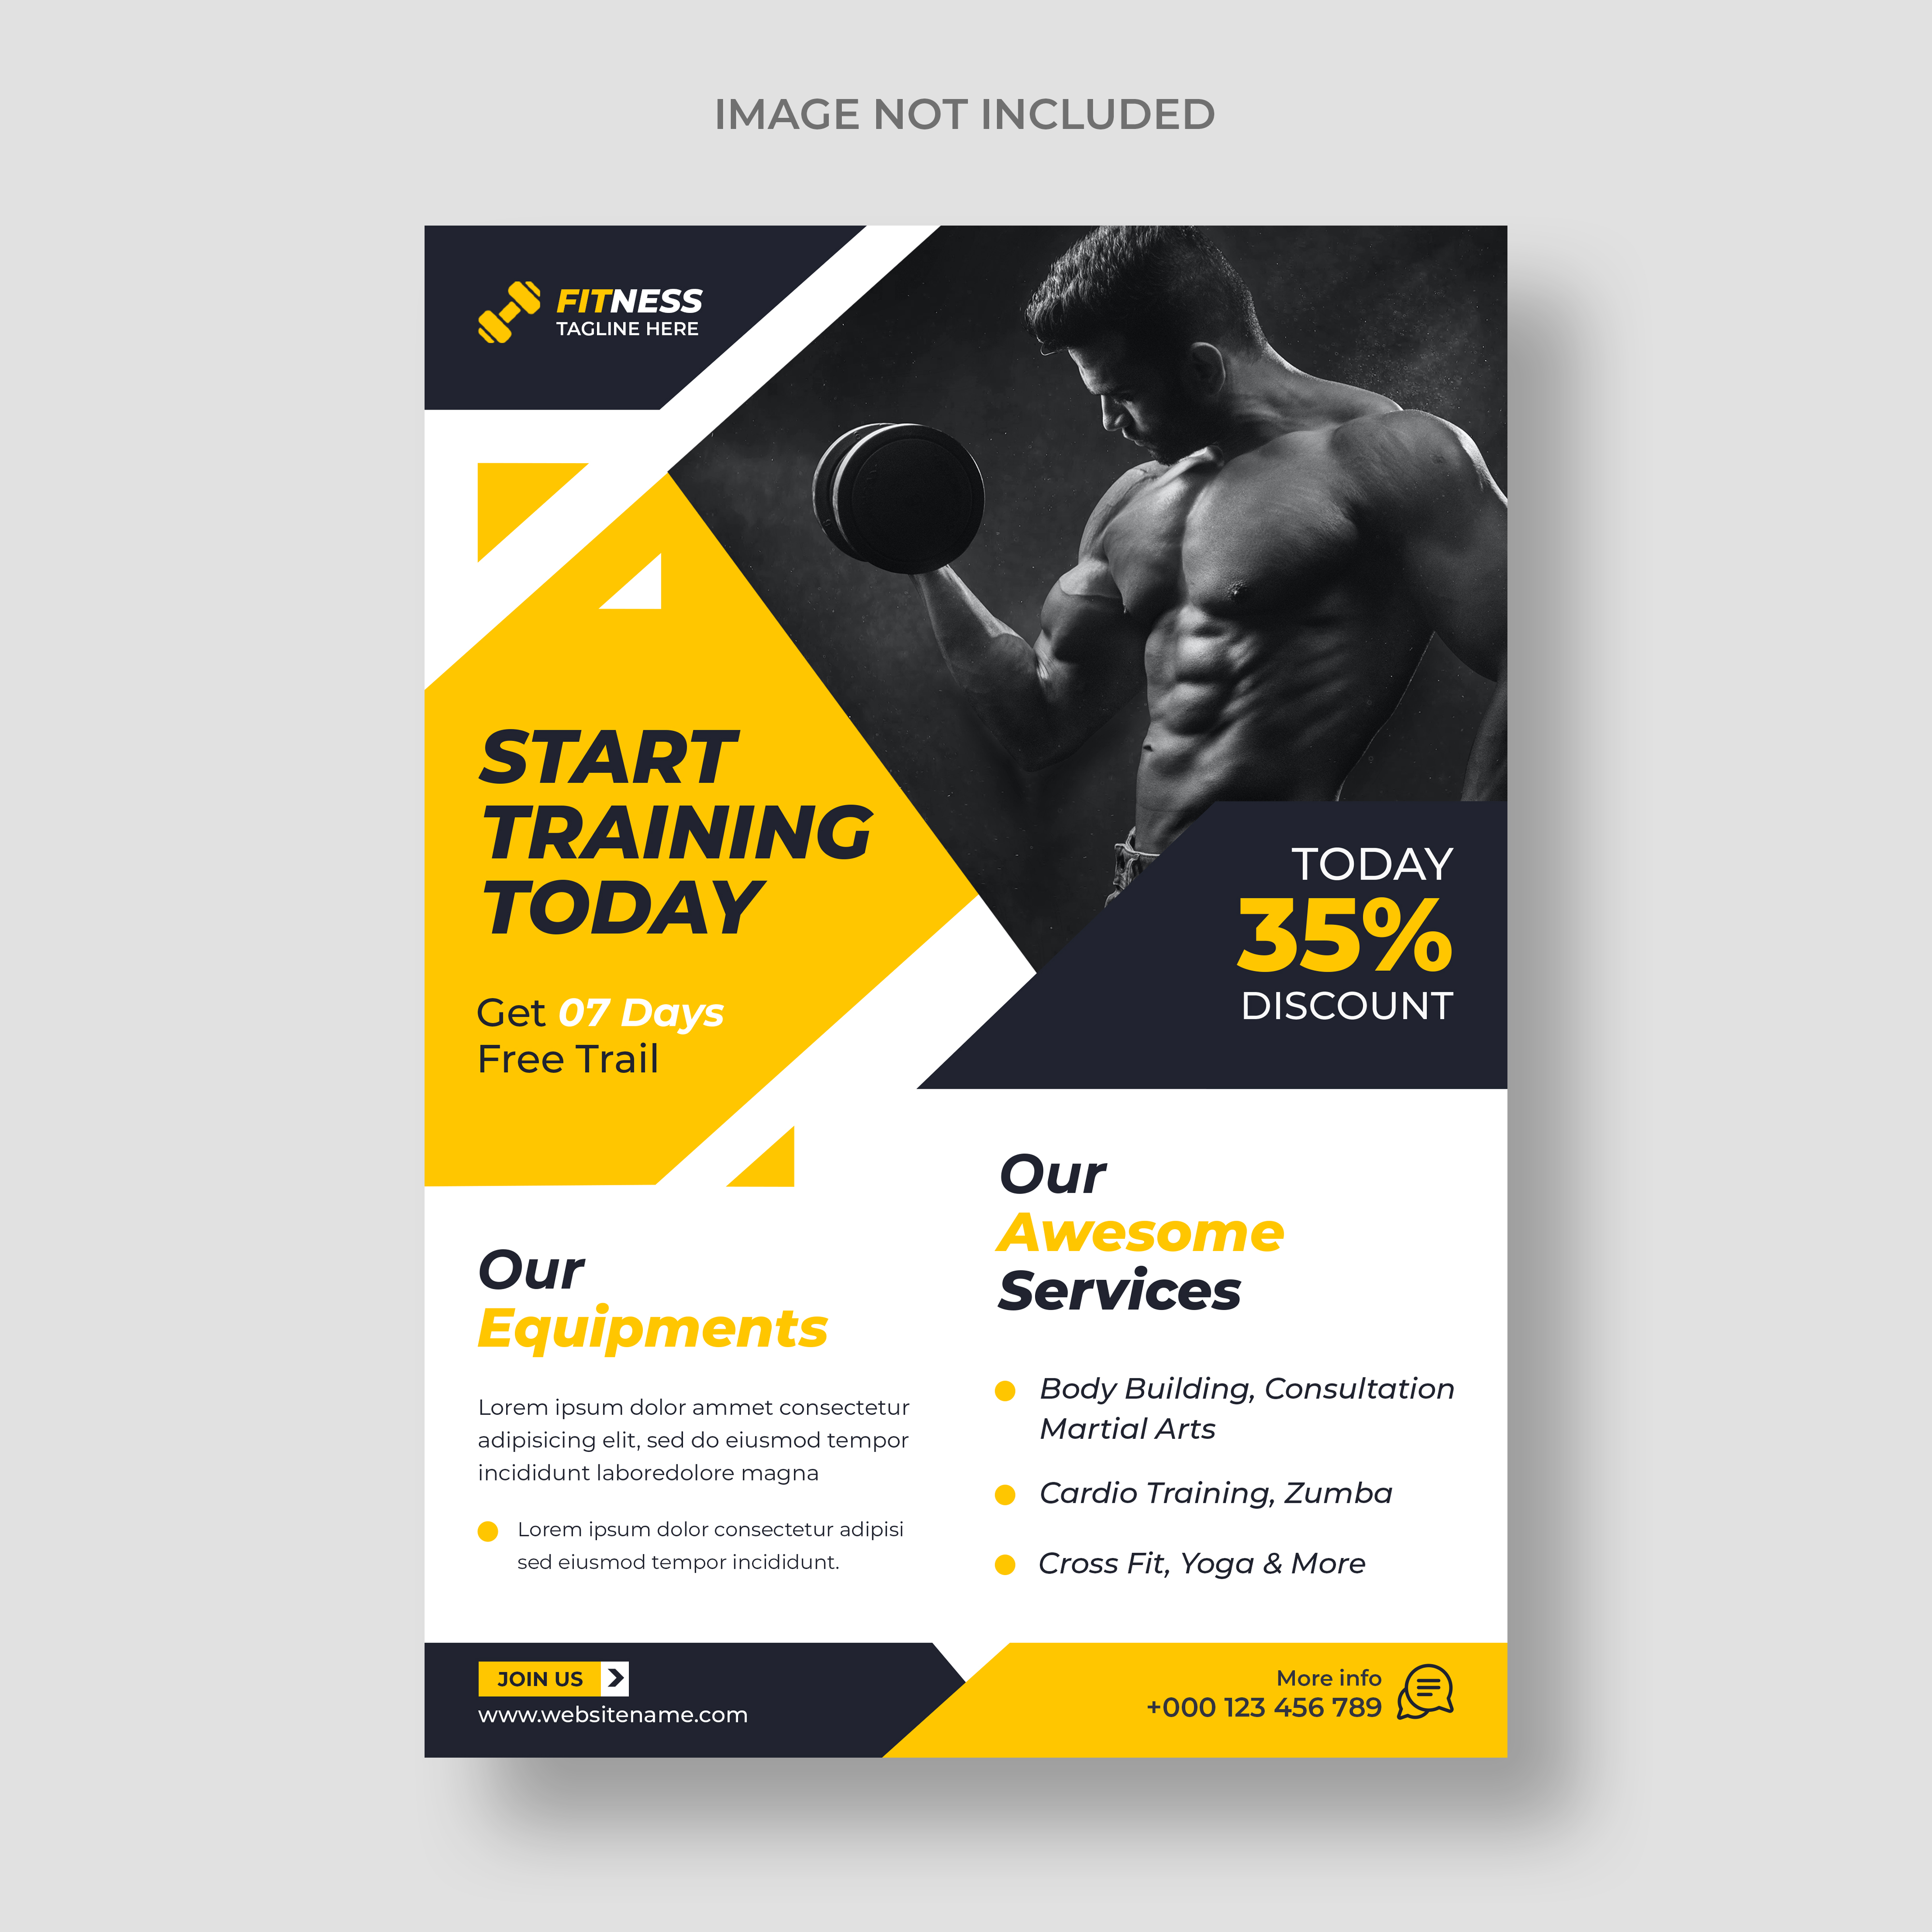 IMAGE NOT INCLUDED
FITNESS
TAGLINE HERE
START
TRAINING
TODAY
Get 07 Days
Free Trail
TODAY
35%
DISCOUNT
Our
Equipments
Lorem ipsum dolor ammet consectetur
adipisicing elit, sed do eiusmod tempor
incididunt laboredolore magna
Lorem ipsum dolor consectetur adipisi
sed eiusmod tempor incididunt.
Our
Awesome
Services
Body Building, Consultation
Martial Arts
Cardio Training, Zumba
Cross Fit, Yoga & More
JOIN US
www.websitename.com
More info
+000 123 456 789